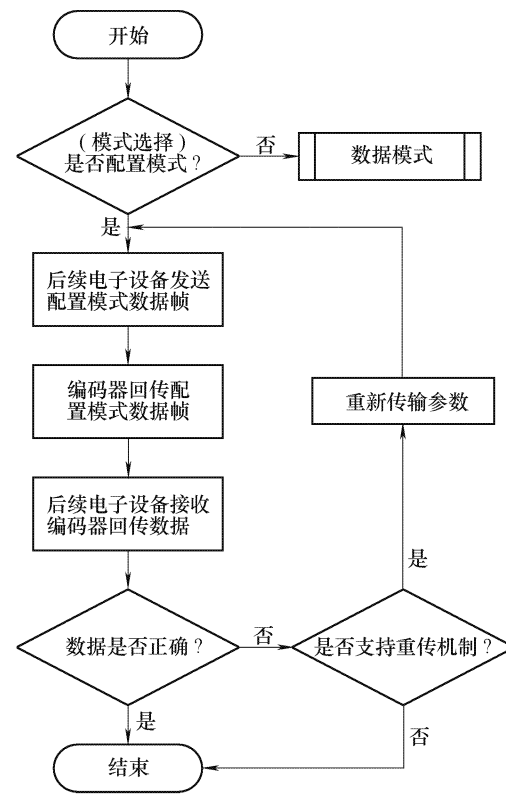 开始
(模式选择)
是否配置模式?
否
数据模式
是
后续电子设备发送
配置模式数据帧
编码器回传配
置模式数据帧
重新传输参数
后续电子设备接收
编码器回传数据
是
数据是否正确?
否
是否支持重传机制?
是
否
结束